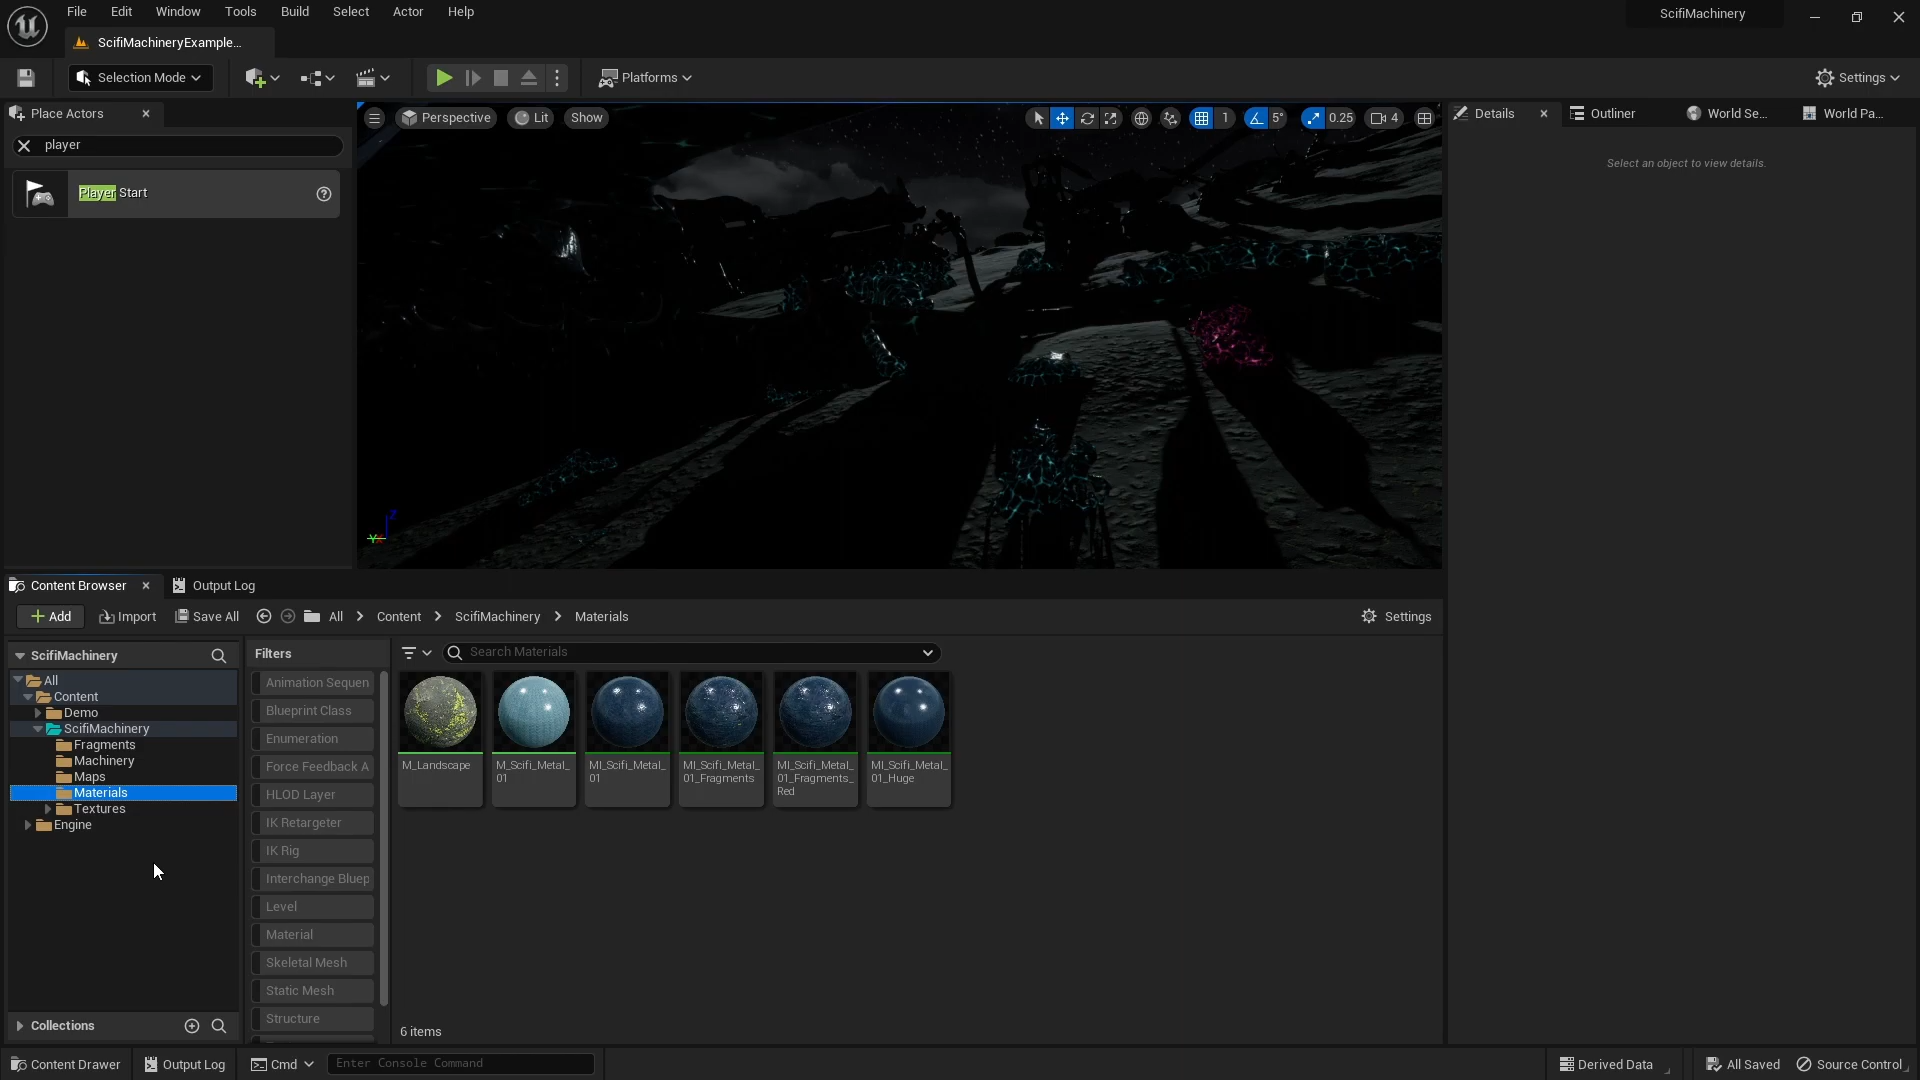 File Edit Window Tools Build Select Actor Help
ScifiMachinery
ScifiMachineryExample...
Selection Mode
Platforms
Settings
Place Actors
player
Player Start
Perspective Lit Show
1 5° 0.25 4
Z
Y
Details Outliner World Se... World Pa...
Select an object to view details.
Content Browser Output Log
Add Import Save All All Content ScifiMachinery Materials Settings
ScifiMachinery
All
Content
Demo
ScifiMachinery
Fragments
Machinery
Maps
Materials
Textures
Engine
Collections
Filters
Animation Sequen
Blueprint Class
Enumeration
Force Feedback A
HLOD Layer
IK Retargeter
IK Rig
Interchange Bluep
Level
Material
Skeletal Mesh
Static Mesh
Structure
Search Materials
M_Landscape
M_Scifi_Metal_
01
MI_Scifi_Metal_
01
MI_Scifi_Metal_
01_Fragments
MI_Scifi_Metal_
01_Fragments_
Red
MI_Scifi_Metal_
01_Huge
6 items
Content Drawer Output Log Cmd Enter Console Command Derived Data All Saved Source Control